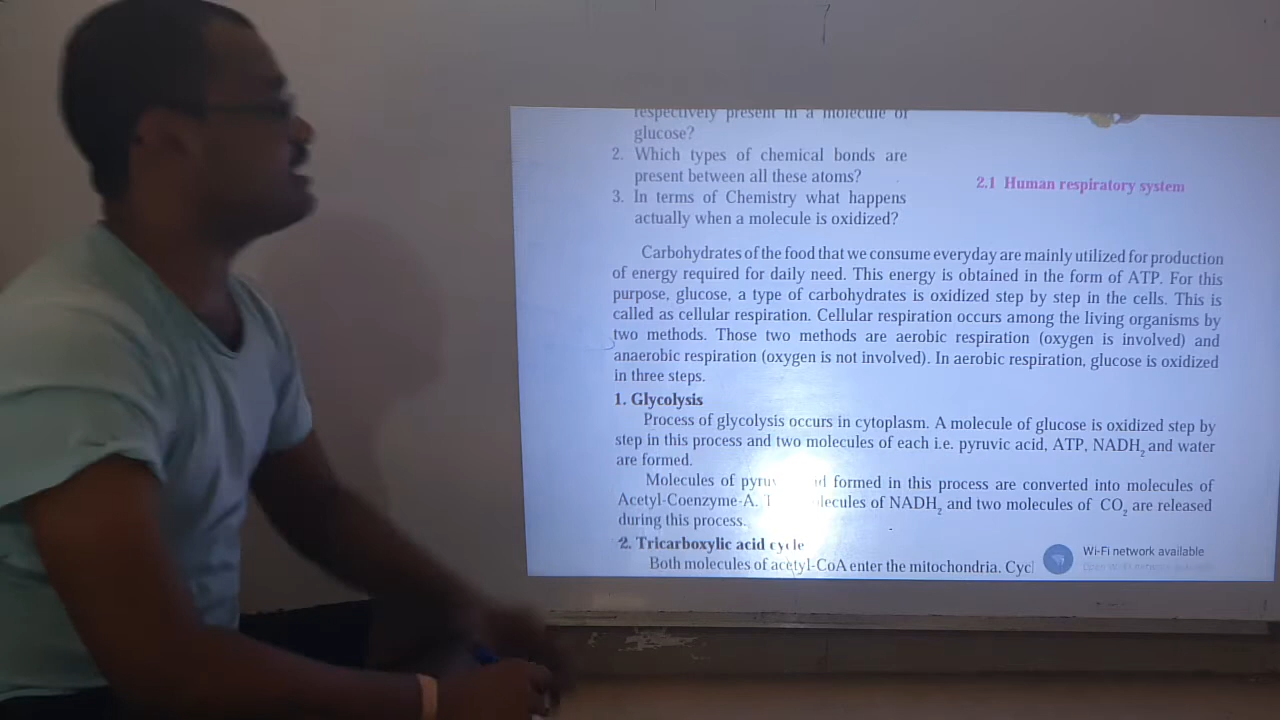 respectively present in a molecule of
glucose?
2. Which types of chemical bonds are
present between all these atoms?
3. In terms of Chemistry what happens
actually when a molecule is oxidized?
2.1 Human respiratory system
Carbohydrates of the food that we consume everyday are mainly utilized for production
of energy required for daily need. This energy is obtained in the form of ATP. For this
purpose, glucose, a type of carbohydrates is oxidized step by step in the cells. This is
called as cellular respiration. Cellular respiration occurs among the living organisms by
two methods. Those two methods are aerobic respiration (oxygen is involved) and
anaerobic respiration (oxygen is not involved). In aerobic respiration, glucose is oxidized
in three steps.
1. Glycolysis
Process of glycolysis occurs in cytoplasm. A molecule of glucose is oxidized step by
step in this process and two molecules of each i.e. pyruvic acid, ATP, NADH₂ and water
are formed.
Molecules of formed in this process are converted into molecules of
Acetyl-Coenzyme-A. of NADH₂ and two molecules of CO₂ are released
during this process.
2. Tricarboxylic acid cycle
Both molecules of acetyl-CoA enter the mitochondria. Cycl
Wi-Fi network available